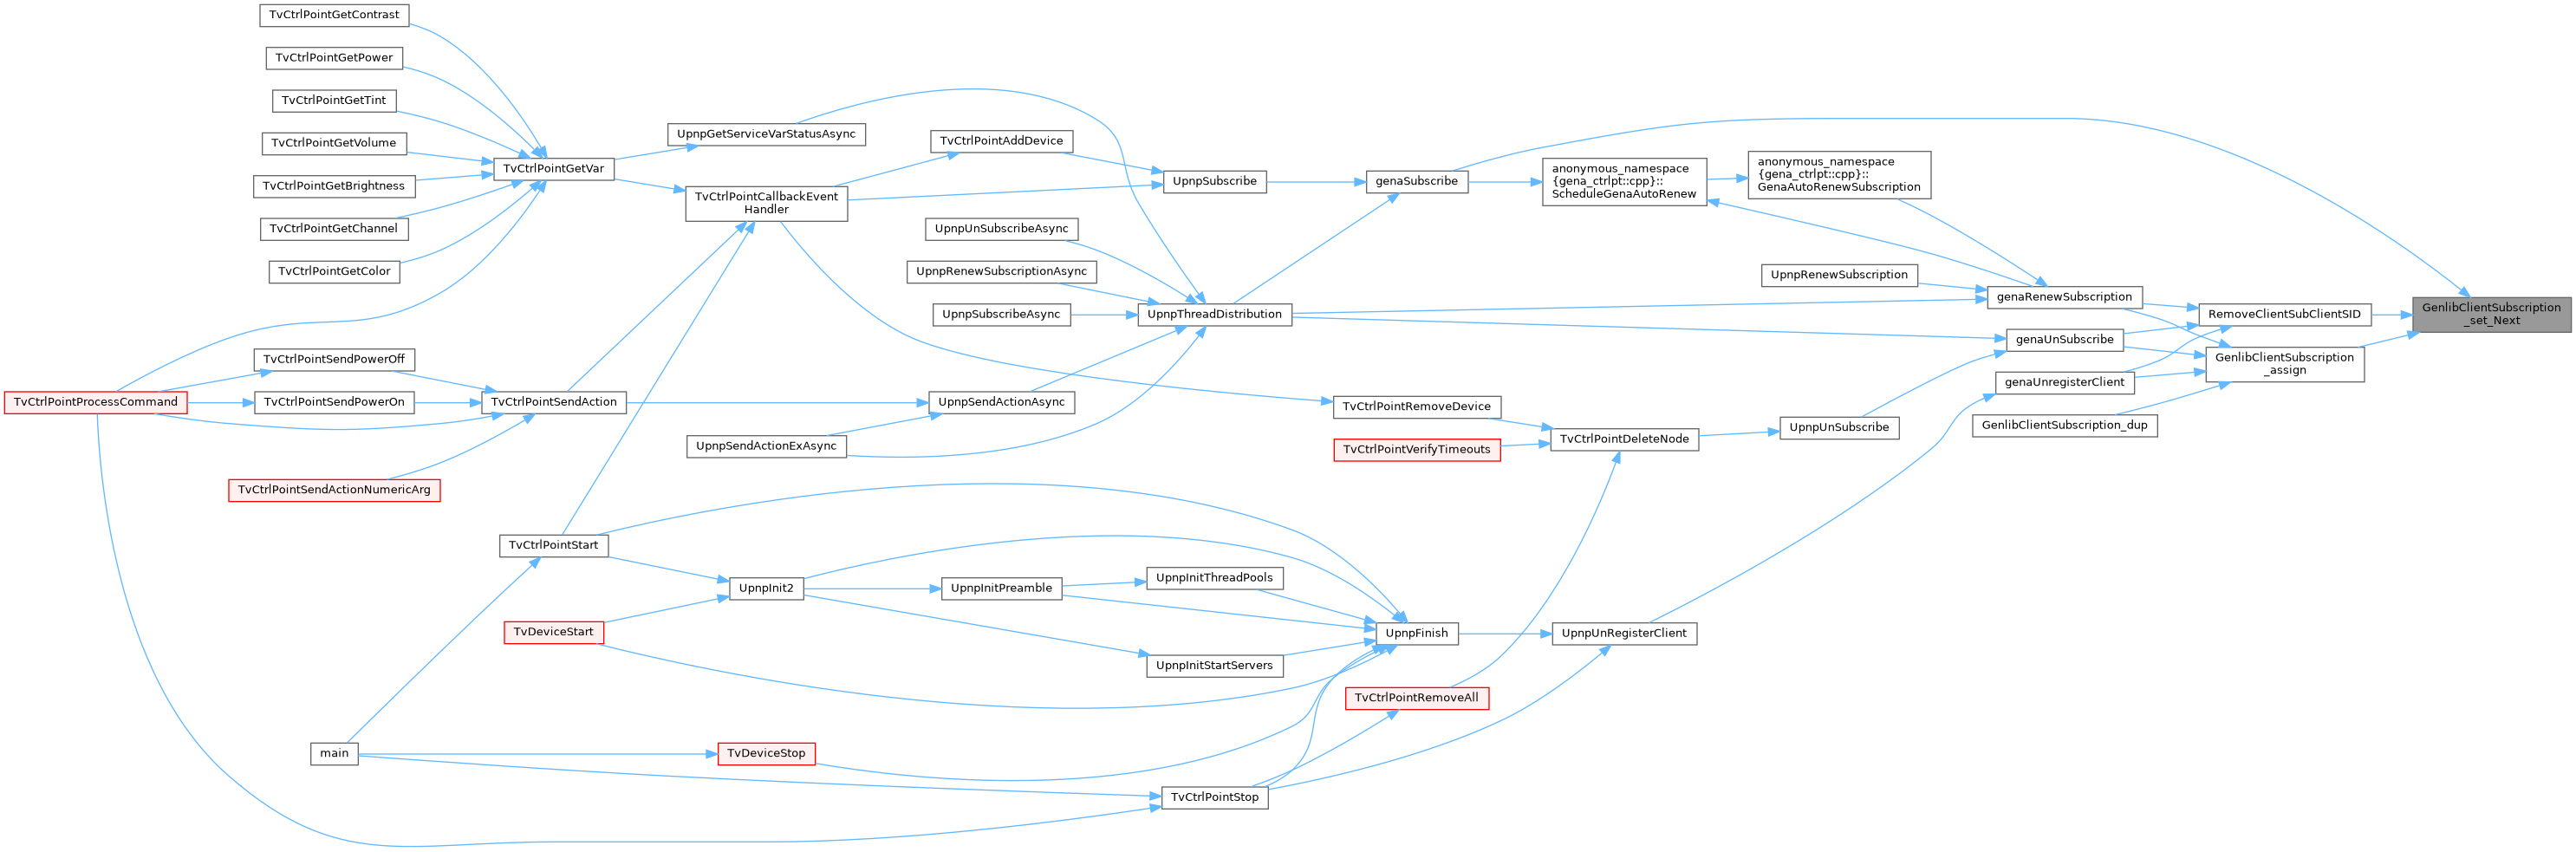 TvCtrlPointGetContrast
TvCtrlPointGetPower
TvCtrlPointGetTint
TvCtrlPointGetVolume
TvCtrlPointGetBrightness
TvCtrlPointGetChannel
TvCtrlPointGetColor
TvCtrlPointProcessCommand
TvCtrlPointSendPowerOff
TvCtrlPointSendPowerOn
TvCtrlPointSendActionNumericArg
main
TvCtrlPointGetVar
TvCtrlPointSendAction
TvCtrlPointStart
TvDeviceStart
UpnpGetServiceVarStatusAsync
TvCtrlPointCallbackEvent
Handler
UpnpSendActionExAsync
UpnpInit2
TvDeviceStop
TvCtrlPointAddDevice
UpnpUnSubscribeAsync
UpnpRenewSubscriptionAsync
UpnpSubscribeAsync
UpnpSendActionAsync
UpnpInitPreamble
UpnpSubscribe
UpnpThreadDistribution
UpnpInitThreadPools
UpnpInitStartServers
TvCtrlPointStop
genaSubscribe
TvCtrlPointRemoveDevice
TvCtrlPointVerifyTimeouts
UpnpFinish
TvCtrlPointRemoveAll
anonymous_namespace
{gena_ctrlpt::cpp}::
ScheduleGenaAutoRenew
TvCtrlPointDeleteNode
UpnpUnRegisterClient
anonymous_namespace
{gena_ctrlpt::cpp}::
GenaAutoRenewSubscription
UpnpRenewSubscription
UpnpUnSubscribe
genaRenewSubscription
genaUnSubscribe
genaUnregisterClient
GenlibClientSubscription_dup
RemoveClientSubClientSID
GenlibClientSubscription
_assign
GenlibClientSubscription
_set_Next